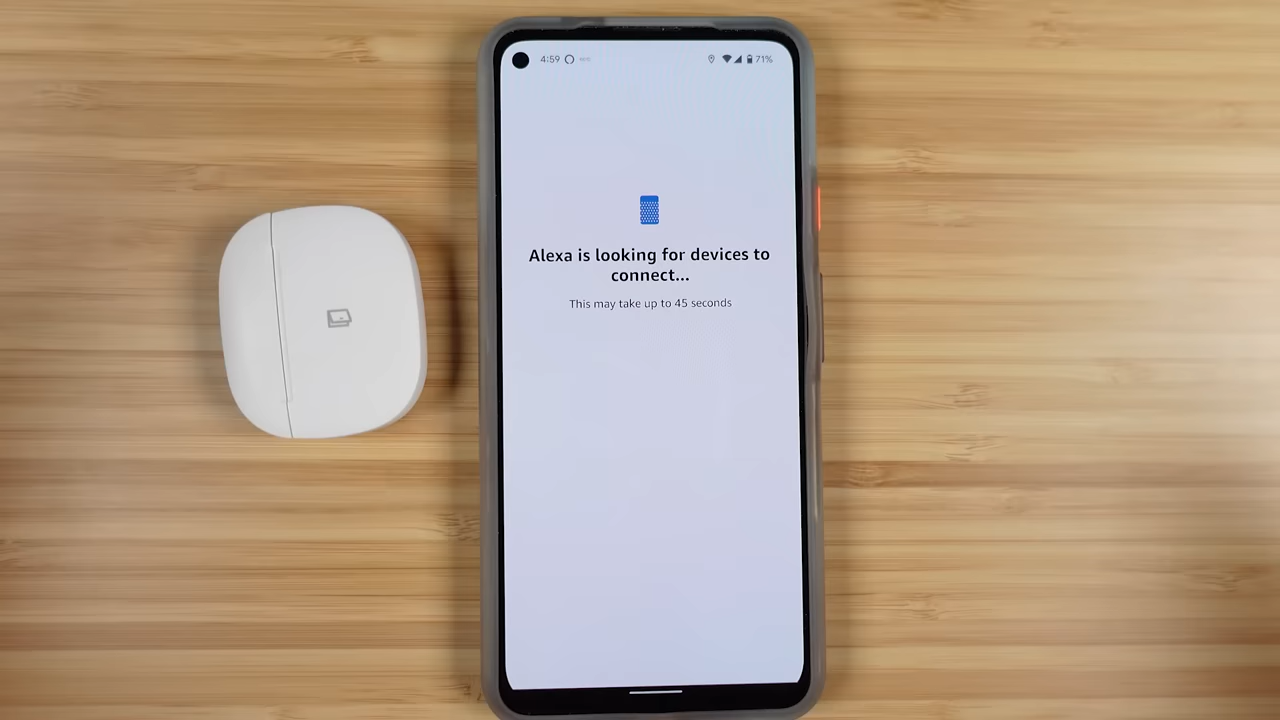 4:59
71%
Alexa is looking for devices to
connect...
This may take up to 45 seconds